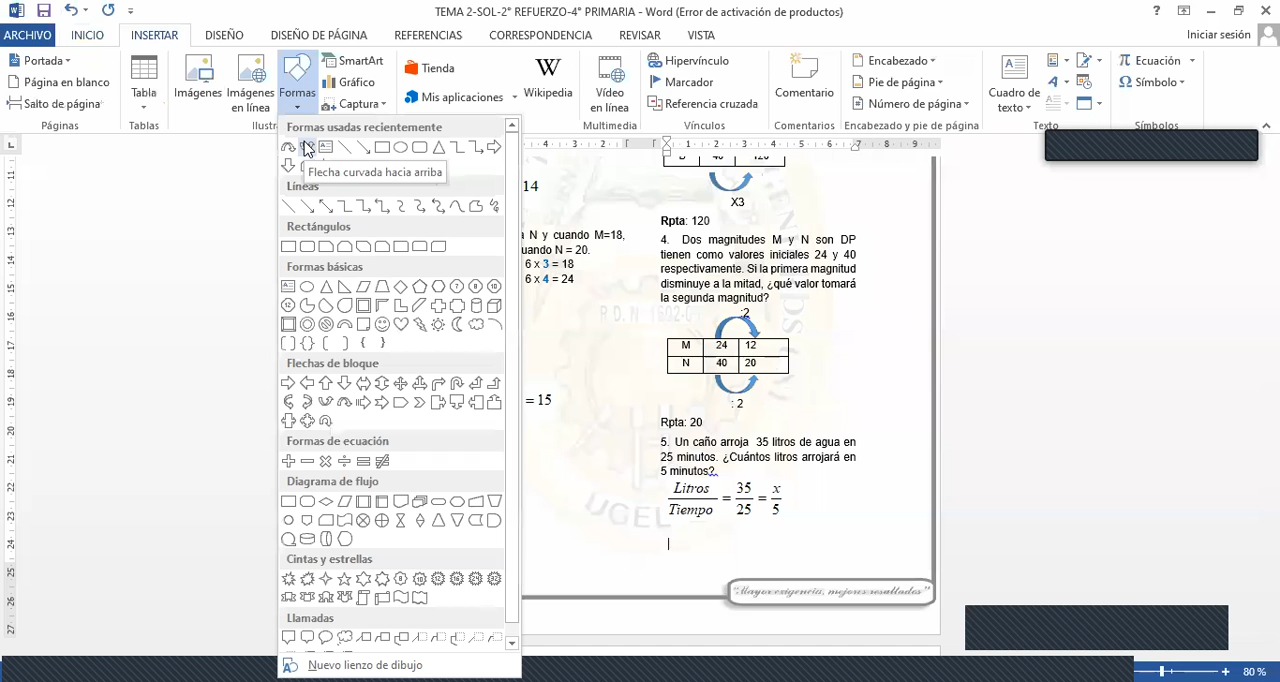 TEMA 2-SOL-2° REFUERZO-4° PRIMARIA - Word (Error de activación de productos)
ARCHIVO INICIO INSERTAR DISEÑO DISEÑO DE PÁGINA REFERENCIAS CORRESPONDENCIA REVISAR VISTA Iniciar sesión
Portada
Página en blanco
Salto de página
Páginas
Tabla
Tablas
Imágenes
Imágenes en línea
Formas
SmartArt
Gráfico
Captura
Ilustr
Tienda
Mis aplicaciones
Wikipedia
Vídeo en línea
Multimedia
Hipervínculo
Marcador
Referencia cruzada
Vínculos
Comentario
Comentarios
Encabezado
Pie de página
Número de página
Encabezado y pie de página
Cuadro de texto
Texto
Ecuación
Símbolo
Símbolos
Formas usadas recientemente
Flecha curvada hacia arriba
Líneas
Rectángulos
Formas básicas
Flechas de bloque
Formas de ecuación
Diagrama de flujo
Cintas y estrellas
Llamadas
Nuevo lienzo de dibujo
14
a N y cuando M=18,
uando N = 20.
6 x 3 = 18
6 x 4 = 24
= 15
X3
Rpta: 120
4. Dos magnitudes M y N son DP
tienen como valores iniciales 24 y 40
respectivamente. Si la primera magnitud
disminuye a la mitad, ¿qué valor tomará
la segunda magnitud?
:2
M 24 12
N 40 20
: 2
Rpta: 20
5. Un caño arroja 35 litros de agua en
25 minutos. ¿Cuántos litros arrojará en
5 minutos?
Litros/Tiempo = 35/25 = x/5
"Mayor exigencia, mejores resultados"
UGEL
80 %